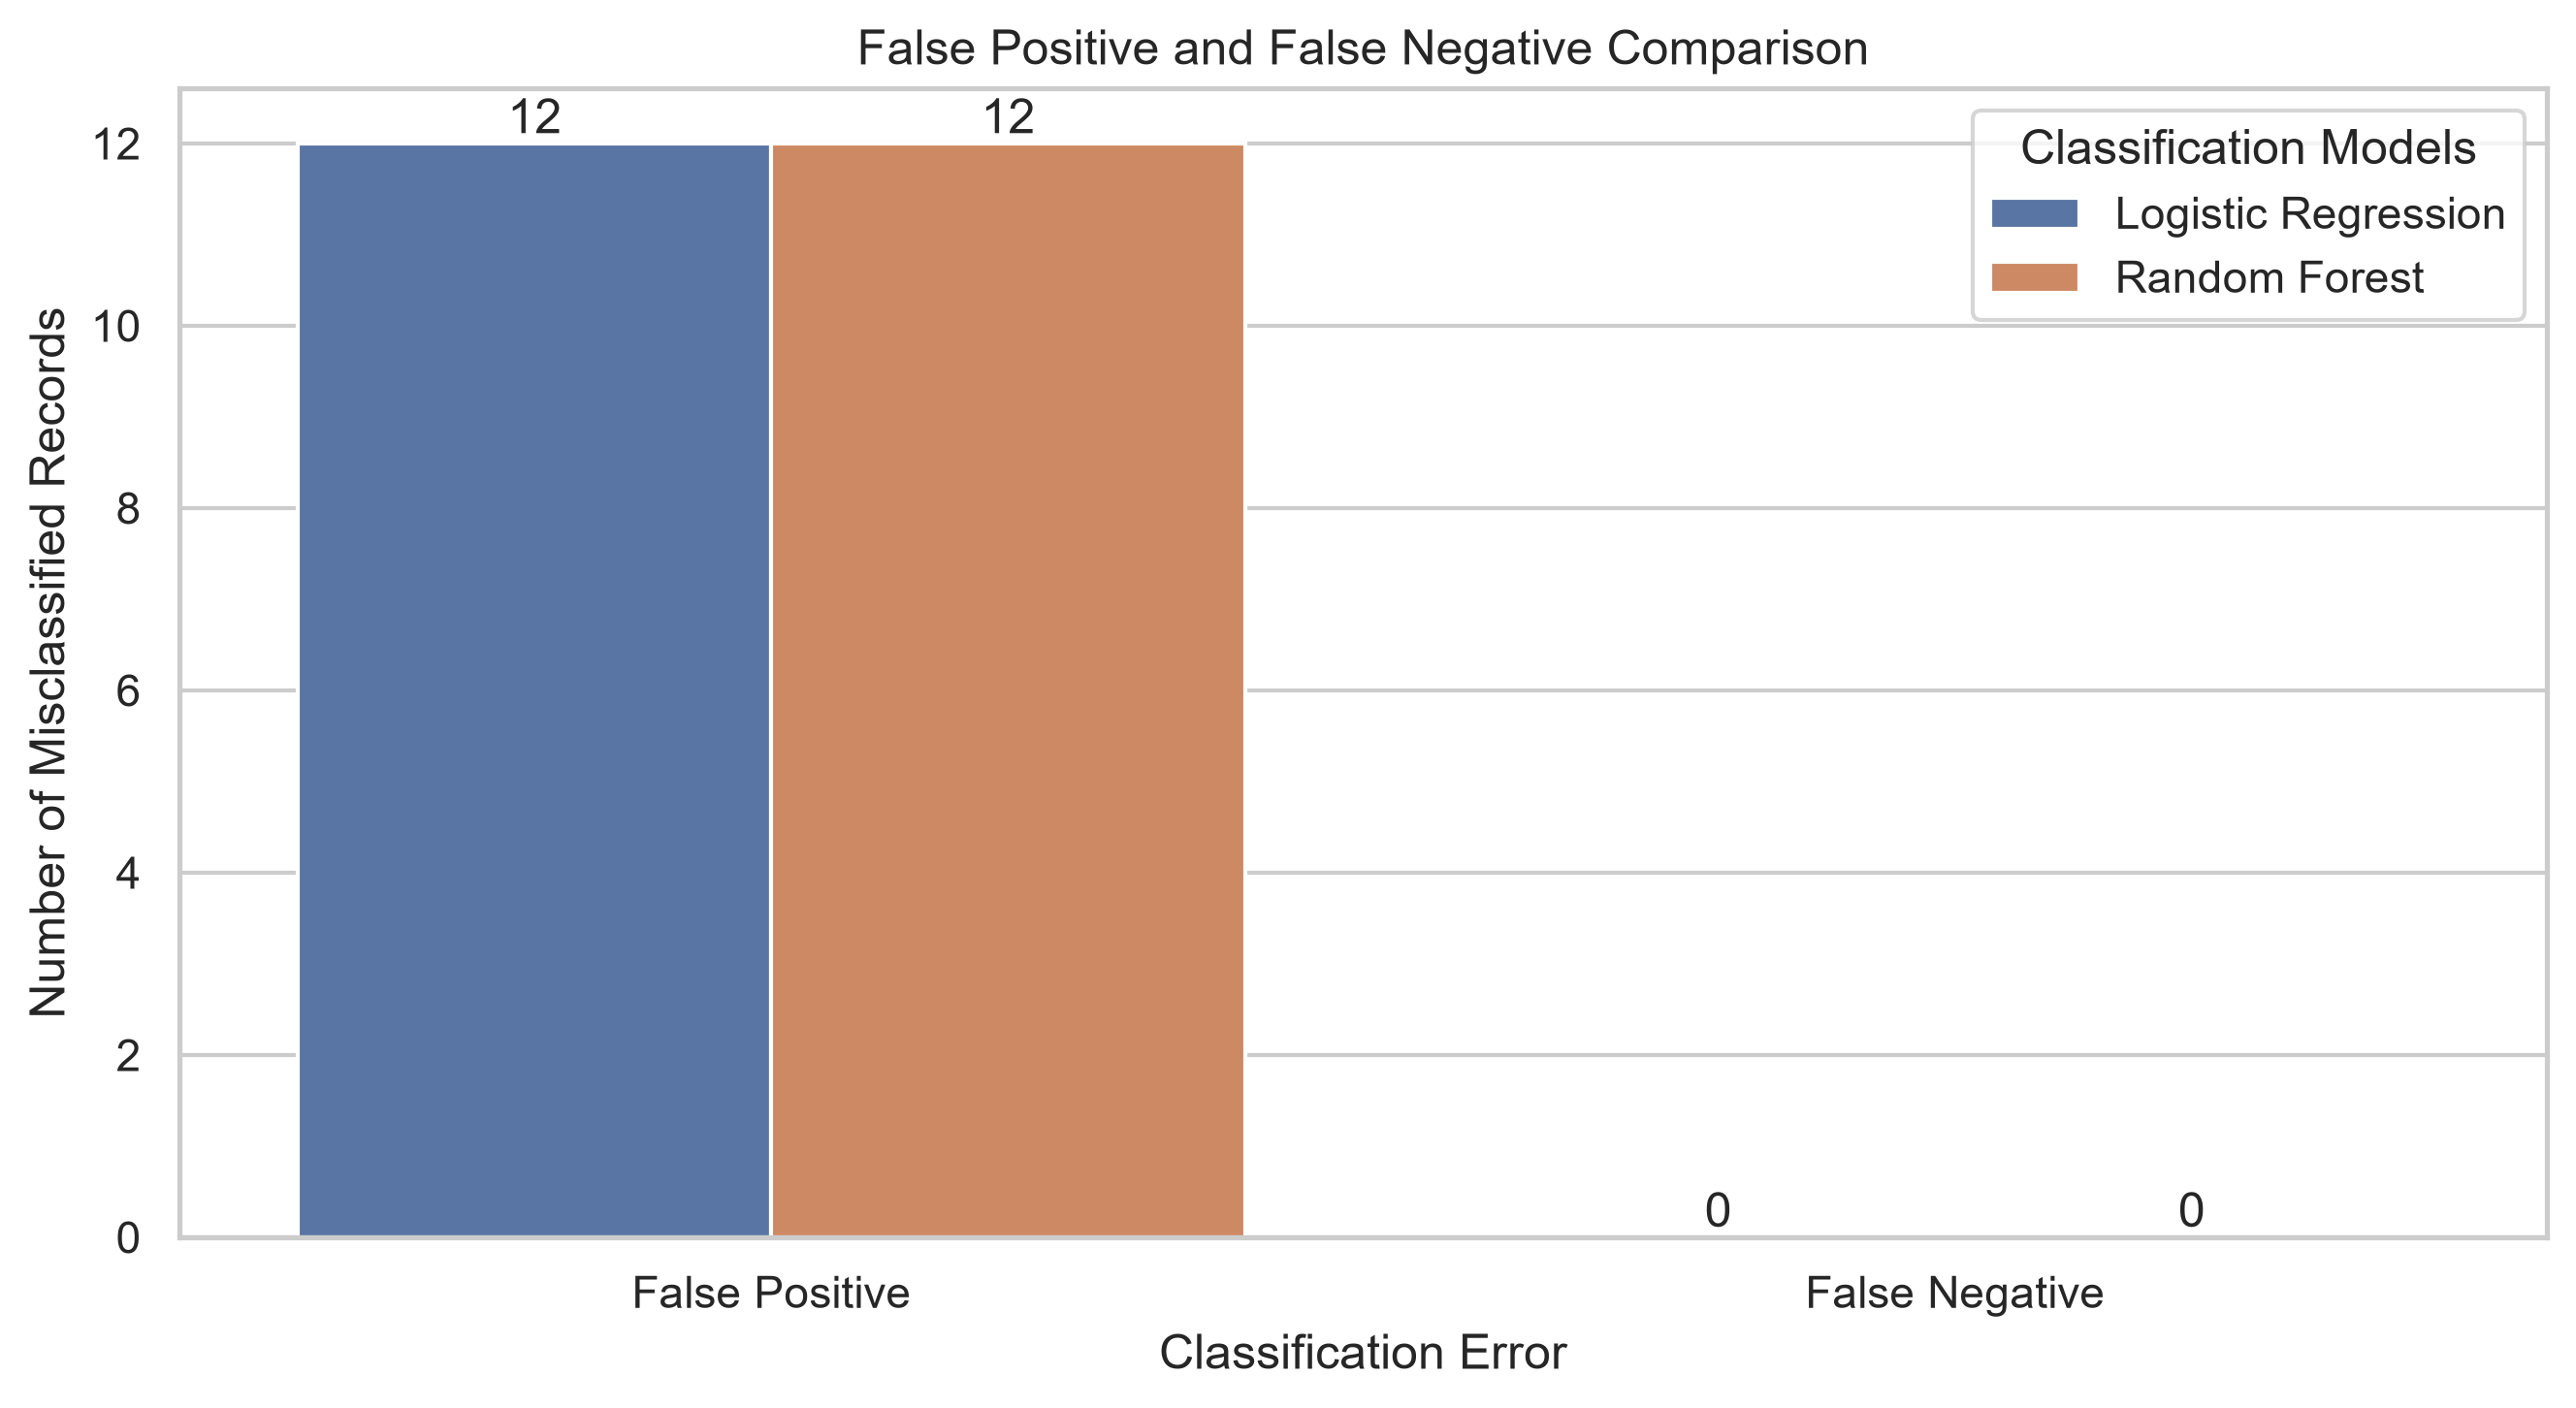 False Positive and False Negative Comparison
12
12
Classification Models
Logistic Regression
Random Forest
Number of Misclassified Records
12
10
8
6
4
2
0
0
0
False Positive
False Negative
Classification Error